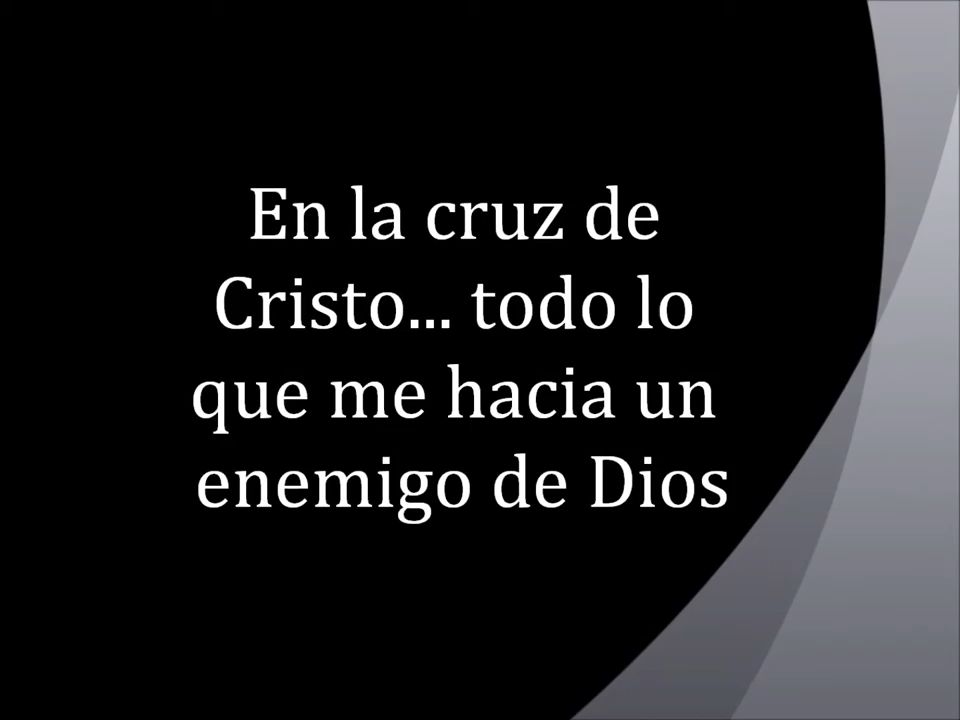 En la cruz de
Cristo... todo lo
que me hacia un
enemigo de Dios